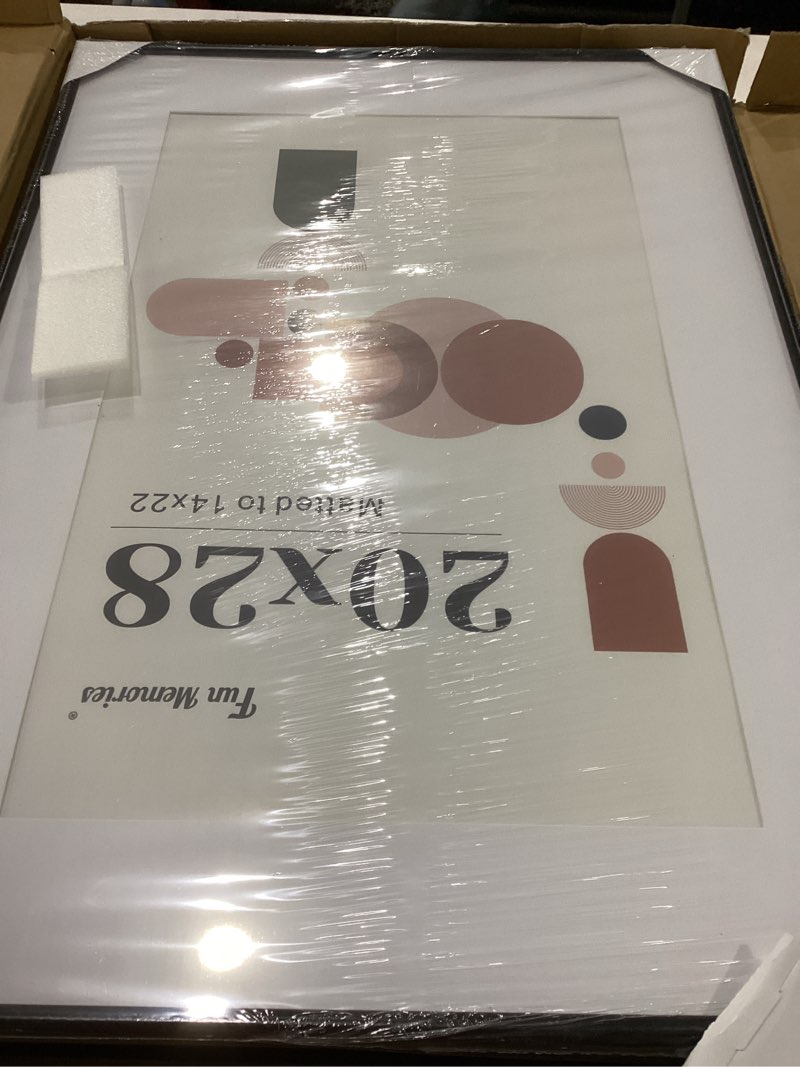 Fun Memories®
20x28
Matted to 14x22